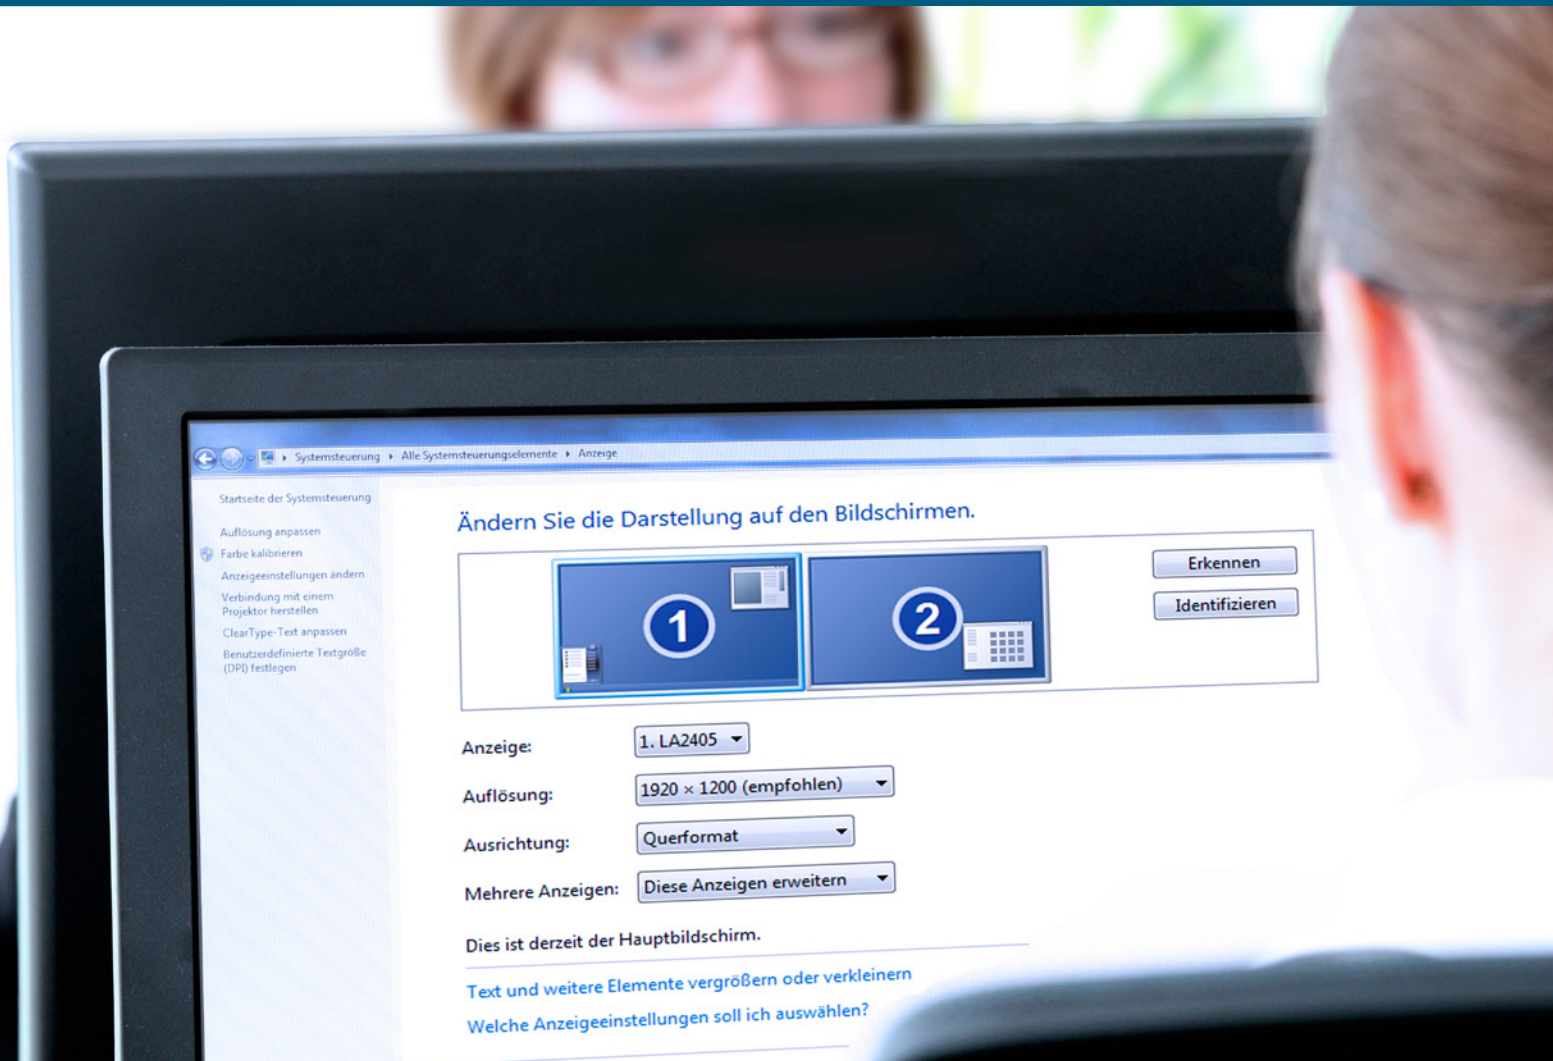 Systemsteuerung Alle Systemsteuerungselemente Anzeige
Startseite der Systemsteuerung
Auflösung anpassen
Farbe kalibrieren
Anzeigeeinstellungen ändern
Verbindung mit einem
Projektor herstellen
ClearType-Text anpassen
Benutzerdefinierte Textgröße
(DPI) festlegen
Ändern Sie die Darstellung auf den Bildschirmen.
1
2
Erkennen
Identifizieren
Anzeige: 1. LA2405
Auflösung: 1920 × 1200 (empfohlen)
Ausrichtung: Querformat
Mehrere Anzeigen: Diese Anzeigen erweitern
Dies ist derzeit der Hauptbildschirm.
Text und weitere Elemente vergrößern oder verkleinern
Welche Anzeigeeinstellungen soll ich auswählen?